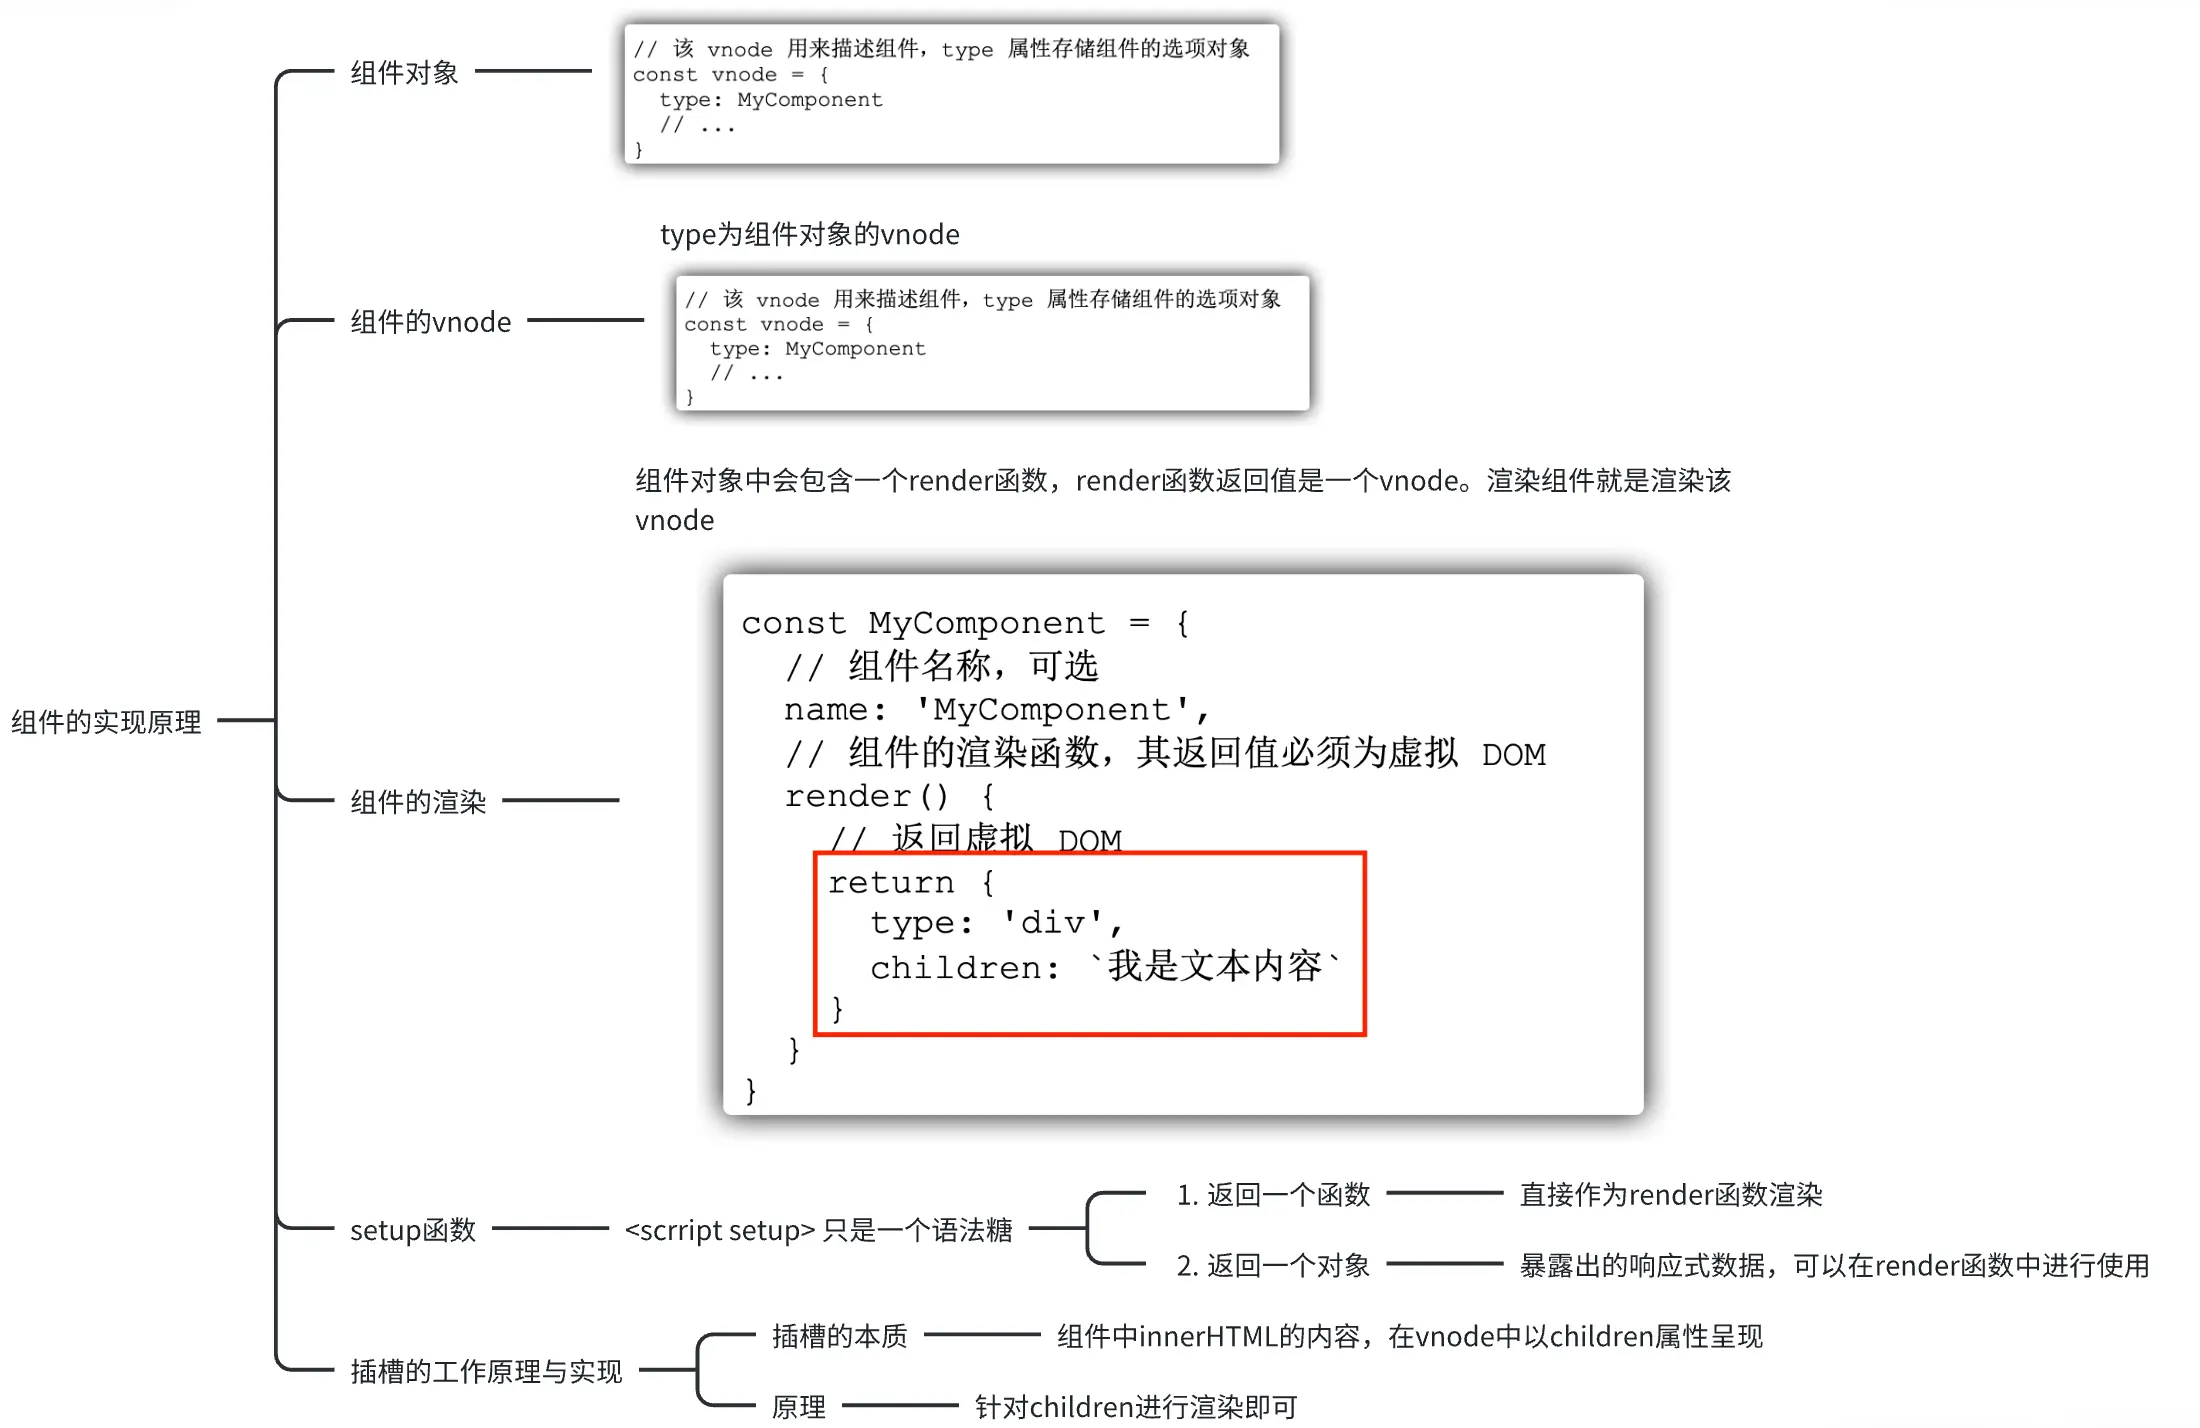 组件的实现原理
组件对象
// 该 vnode 用来描述组件，type 属性存储组件的选项对象
const vnode = {
  type: MyComponent
  // ...
}
组件的vnode
type为组件对象的vnode
// 该 vnode 用来描述组件，type 属性存储组件的选项对象
const vnode = {
  type: MyComponent
  // ...
}
组件的渲染
组件对象中会包含一个render函数，render函数返回值是一个vnode。渲染组件就是渲染该
vnode
const MyComponent = {
  // 组件名称，可选
  name: 'MyComponent',
  // 组件的渲染函数，其返回值必须为虚拟 DOM
  render() {
    // 返回虚拟 DOM
    return {
      type: 'div',
      children: `我是文本内容`
    }
  }
}
setup函数
<scrript setup> 只是一个语法糖
1. 返回一个函数
直接作为render函数渲染
2. 返回一个对象
暴露出的响应式数据，可以在render函数中进行使用
插槽的工作原理与实现
插槽的本质
组件中innerHTML的内容，在vnode中以children属性呈现
原理
针对children进行渲染即可